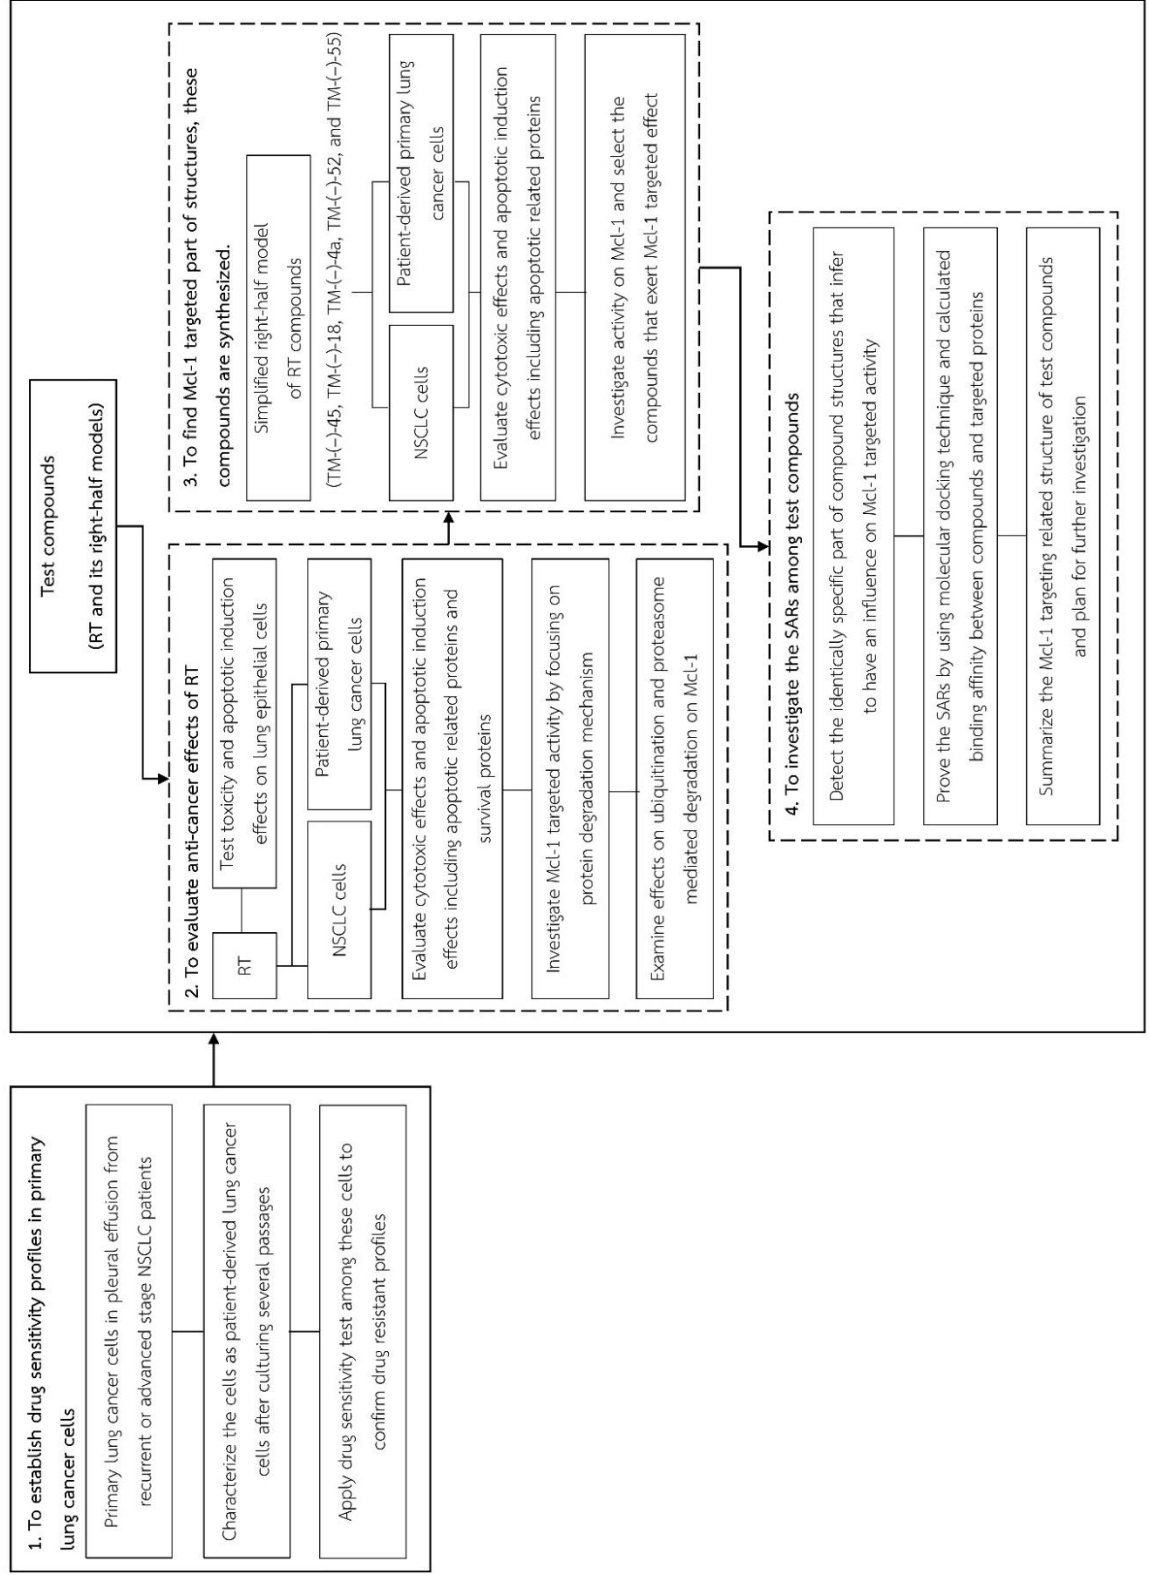 1. To establish drug sensitivity profiles in primary
lung cancer cells
Primary lung cancer cells in pleural effusion from
recurrent or advanced stage NSCLC patients
Characterize the cells as patient-derived lung cancer
cells after culturing several passages
Apply drug sensitivity test among these cells to
confirm drug resistant profiles
Test compounds
(RT and its right-half models)
2. To evaluate anti-cancer effects of RT
RT
Test toxicity and apoptotic induction
effects on lung epithelial cells
NSCLC cells
Patient-derived primary
lung cancer cells
Evaluate cytotoxic effects and apoptotic induction
effects including apoptotic related proteins and
survival proteins
Investigate Mcl-1 targeted activity by focusing on
protein degradation mechanism
Examine effects on ubiquitination and proteasome
mediated degradation on Mcl-1
3. To find Mcl-1 targeted part of structures, these
compounds are synthesized.
Simplified right-half model
of RT compounds
(TM-(−)-45, TM-(−)-18, TM-(−)-4a, TM-(−)-52, and TM-(−)-55)
NSCLC cells
Patient-derived primary lung
cancer cells
Evaluate cytotoxic effects and apoptotic induction
effects including apoptotic related proteins
Investigate activity on Mcl-1 and select the
compounds that exert Mcl-1 targeted effect
4. To investigate the SARs among test compounds
Detect the identically specific part of compound structures that infer
to have an influence on Mcl-1 targeted activity
Prove the SARs by using molecular docking technique and calculated
binding affinity between compounds and targeted proteins
Summarize the Mcl-1 targeting related structure of test compounds
and plan for further investigation